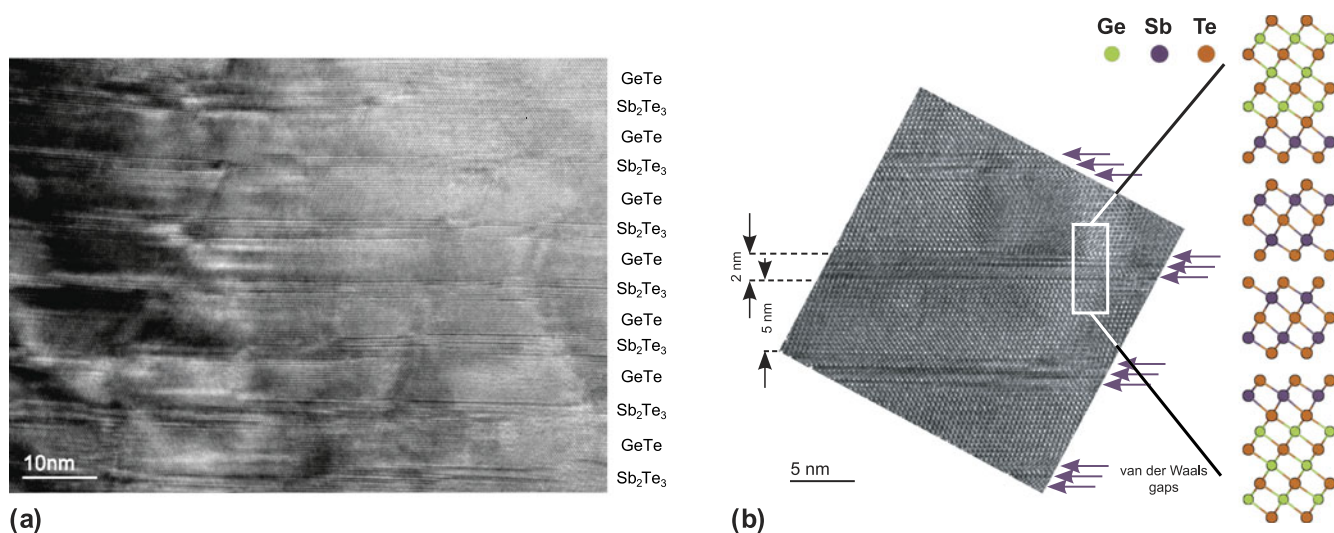 GeTe
Sb₂Te₃
GeTe
Sb₂Te₃
GeTe
Sb₂Te₃
GeTe
Sb₂Te₃
GeTe
Sb₂Te₃
GeTe
Sb₂Te₃
GeTe
Sb₂Te₃
10nm
(a)
Ge Sb Te
2 nm
5 nm
5 nm
van der Waals
gaps
(b)